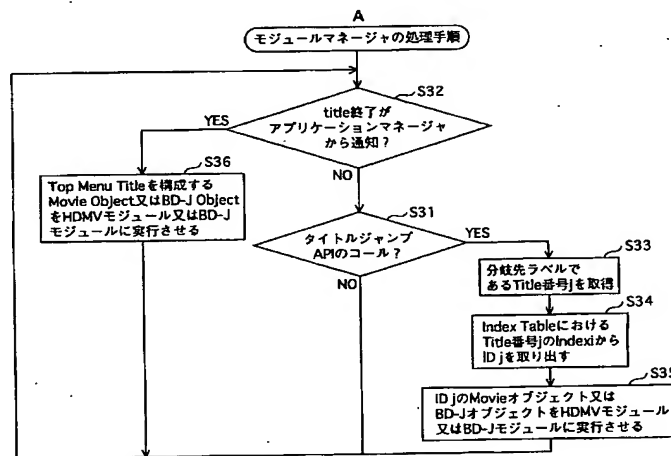 A
モジュールマネージャの処理手順
S32
title終了が
アプリケーションマネージャ
から通知？
YES
NO
S36
Top Menu Titleを構成する
Movie Object又はBD-J Object
をHDMVモジュール又はBD-J
モジュールに実行させる
S31
タイトルジャンプ
APIのコール？
YES
NO
S33
分岐先ラベルで
あるTitle番号jを取得
S34
Index Tableにおける
Title番号jのIndexiから
ID jを取り出す
S35
ID jのMovieオブジェクト又は
BD-JオブジェクトをHDMVモジュール
又はBD-Jモジュールに実行させる